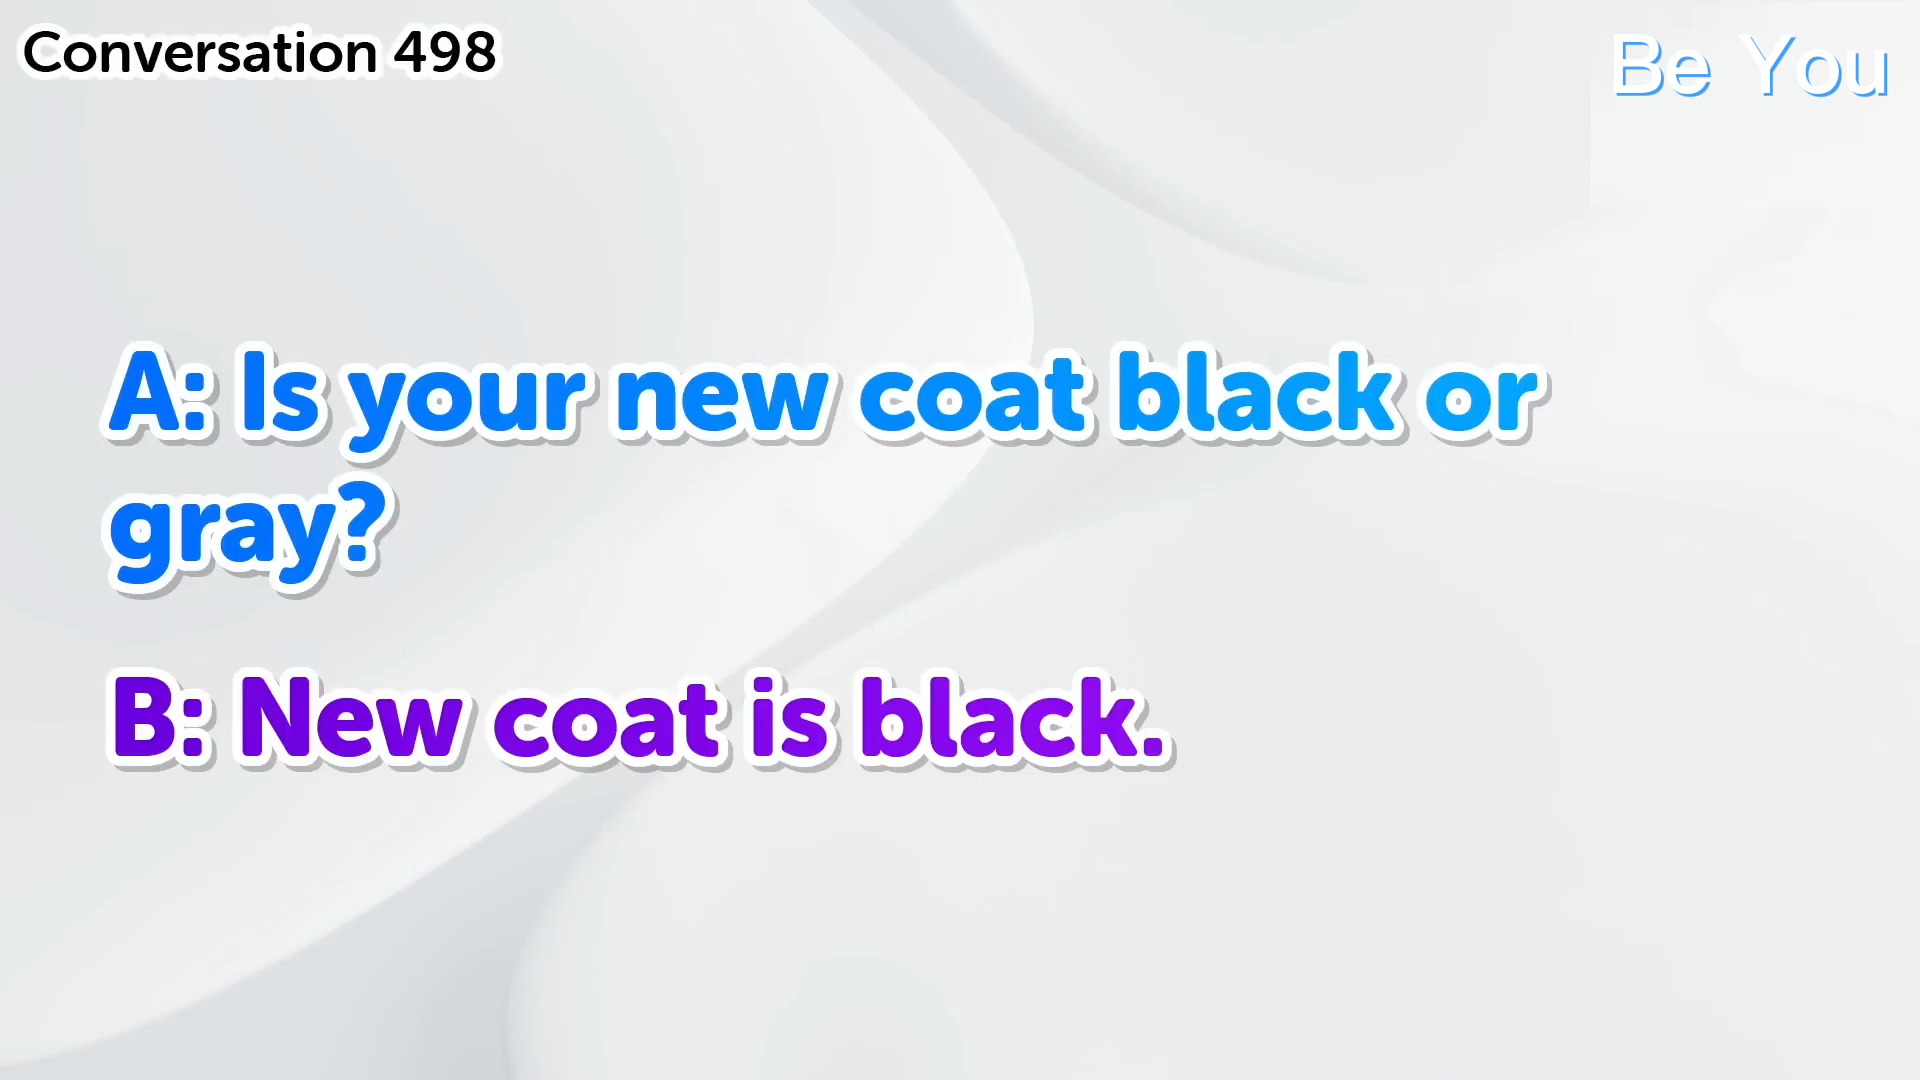 Conversation 498
Be You
A: Is your new coat black or
gray?
B: New coat is black.